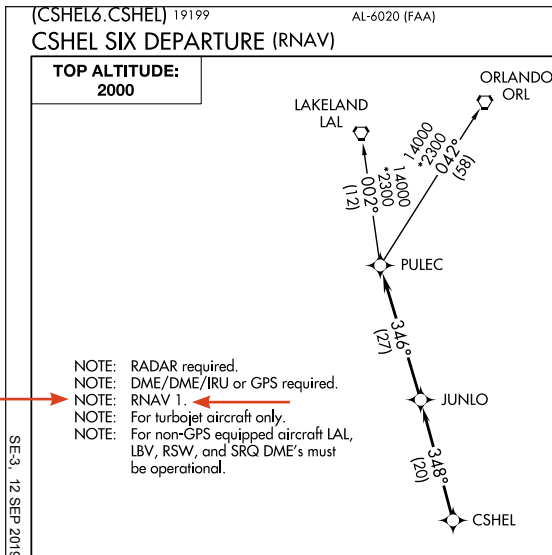 (CSHEL6.CSHEL) 19199
AL-6020 (FAA)
CSHEL SIX DEPARTURE (RNAV)
TOP ALTITUDE:
2000
ORLANDO
ORL
LAKELAND
LAL
14000
*2300
002°
(12)
14000
*2300
042°
(58)
PULEC
346°
(27)
NOTE: RADAR required.
NOTE: DME/DME/IRU or GPS required.
NOTE: RNAV 1.
NOTE: For turbojet aircraft only.
NOTE: For non-GPS equipped aircraft LAL,
LBV, RSW, and SRQ DME's must
be operational.
JUNLO
348°
(20)
CSHEL
SE-3, 12 SEP 2019